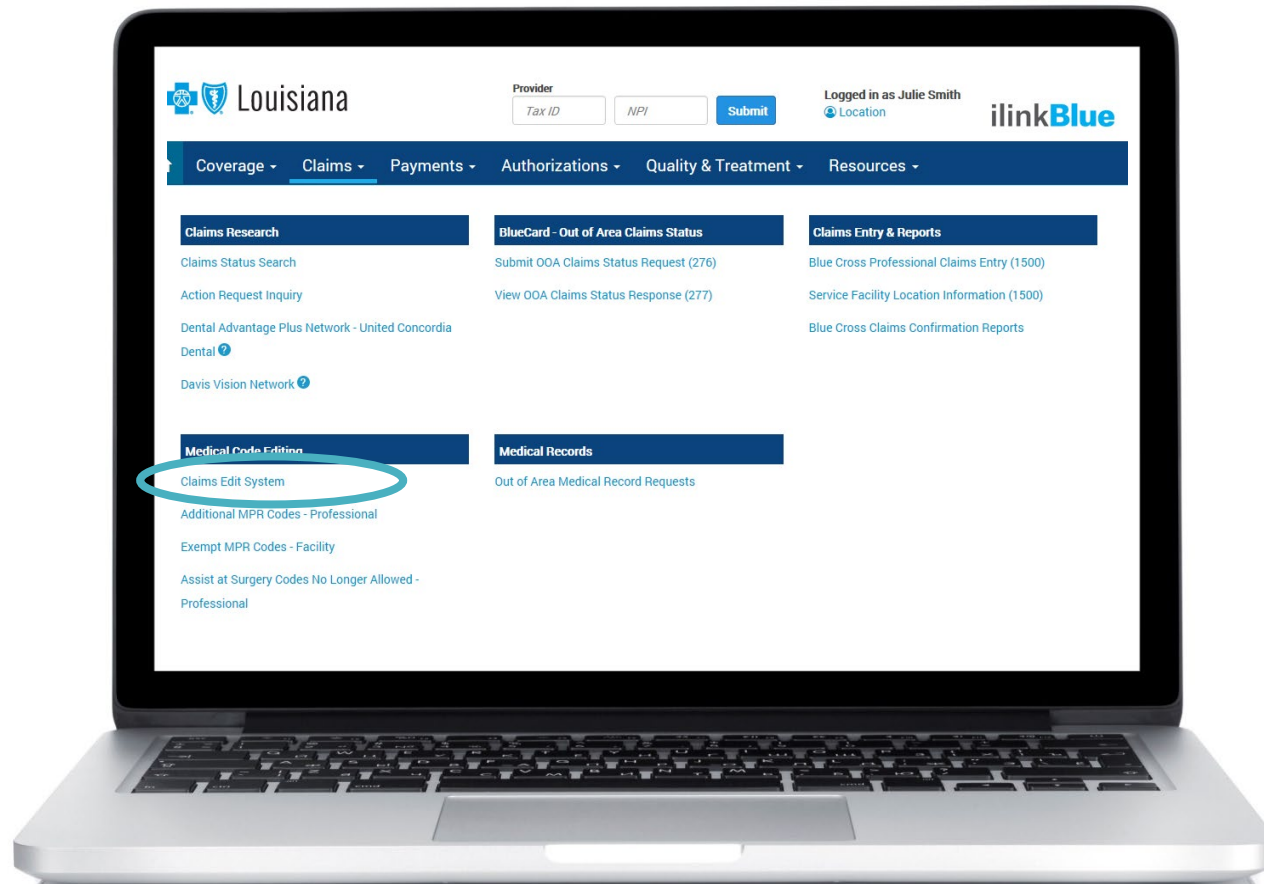 Louisiana
Provider
Tax ID
NPI
Submit
Logged in as Julie Smith
Location
ilinkBlue
Coverage
Claims
Payments
Authorizations
Quality & Treatment
Resources
Claims Research
Claims Status Search
Action Request Inquiry
Dental Advantage Plus Network - United Concordia
Dental ?
Davis Vision Network ?
BlueCard - Out of Area Claims Status
Submit OOA Claims Status Request (276)
View OOA Claims Status Response (277)
Claims Entry & Reports
Blue Cross Professional Claims Entry (1500)
Service Facility Location Information (1500)
Blue Cross Claims Confirmation Reports
Medical Code Editing
Claims Edit System
Additional MPR Codes - Professional
Exempt MPR Codes - Facility
Assist at Surgery Codes No Longer Allowed -
Professional
Medical Records
Out of Area Medical Record Requests